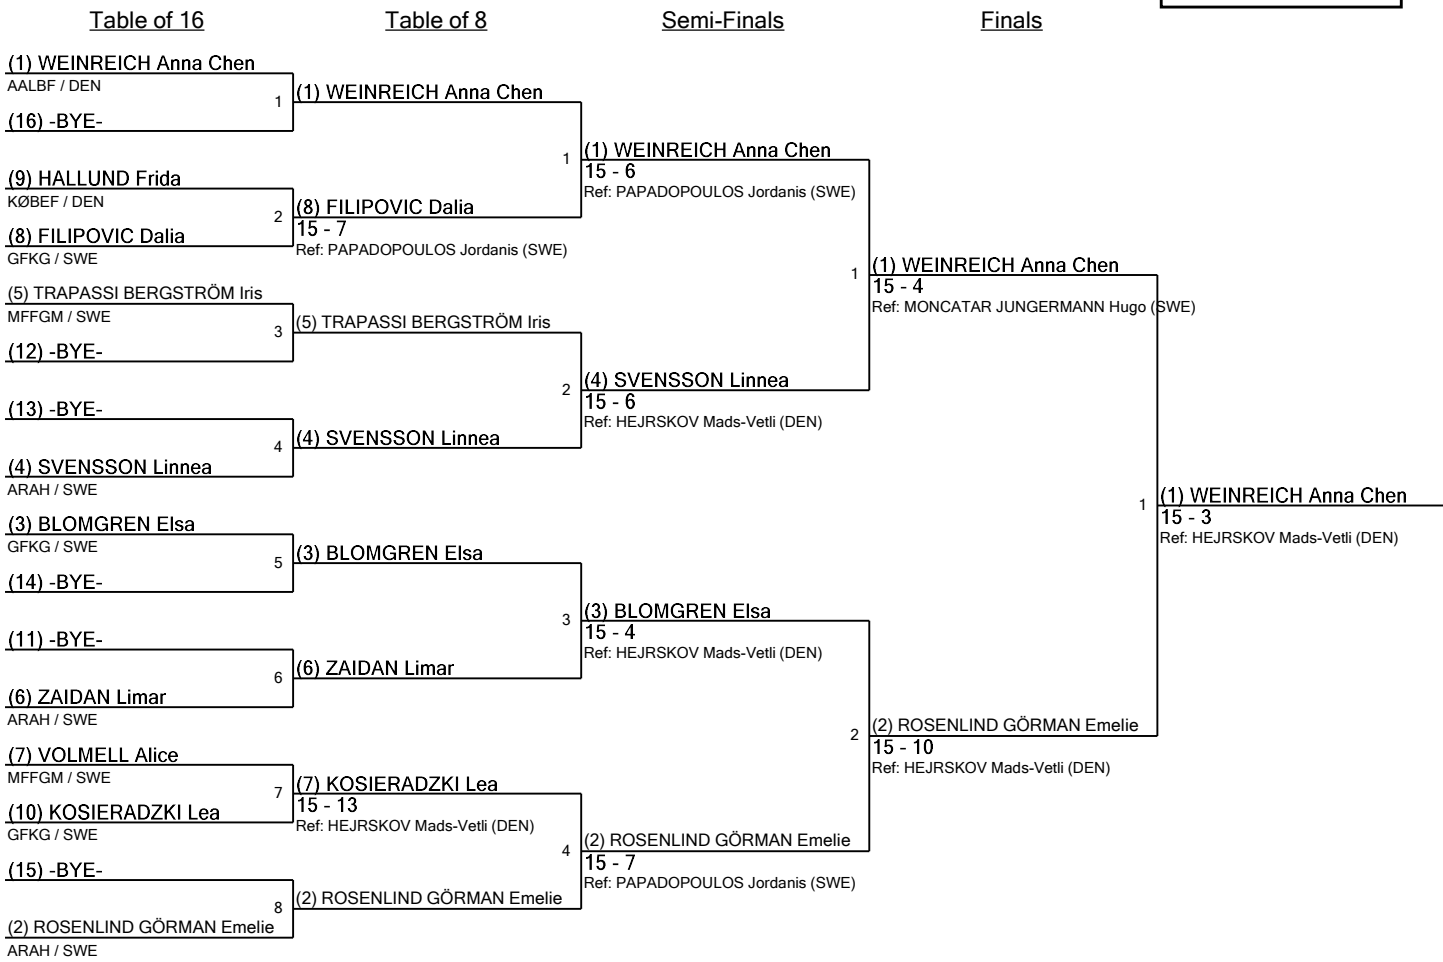 Table of 16
Table of 8
Semi-Finals
Finals
(1) WEINREICH Anna Chen
AALBF / DEN
1
(16) -BYE-
(9) HALLUND Frida
KØBEF / DEN
2
(8) FILIPOVIC Dalia
GFKG / SWE
(5) TRAPASSI BERGSTRÖM Iris
MFFGM / SWE
3
(12) -BYE-
(13) -BYE-
4
(4) SVENSSON Linnea
ARAH / SWE
(3) BLOMGREN Elsa
GFKG / SWE
5
(14) -BYE-
(11) -BYE-
6
(6) ZAIDAN Limar
ARAH / SWE
(7) VOLMELL Alice
MFFGM / SWE
7
(10) KOSIERADZKI Lea
GFKG / SWE
(15) -BYE-
8
(2) ROSENLIND GÖRMAN Emelie
ARAH / SWE
(1) WEINREICH Anna Chen
1
(8) FILIPOVIC Dalia
15 - 7
Ref: PAPADOPOULOS Jordanis (SWE)
(5) TRAPASSI BERGSTRÖM Iris
2
(4) SVENSSON Linnea
(3) BLOMGREN Elsa
3
(6) ZAIDAN Limar
(7) KOSIERADZKI Lea
15 - 13
Ref: HEJRSKOV Mads-Vetli (DEN)
4
(2) ROSENLIND GÖRMAN Emelie
(1) WEINREICH Anna Chen
15 - 6
Ref: PAPADOPOULOS Jordanis (SWE)
1
(4) SVENSSON Linnea
15 - 6
Ref: HEJRSKOV Mads-Vetli (DEN)
(3) BLOMGREN Elsa
15 - 4
Ref: HEJRSKOV Mads-Vetli (DEN)
2
(2) ROSENLIND GÖRMAN Emelie
15 - 7
Ref: PAPADOPOULOS Jordanis (SWE)
(1) WEINREICH Anna Chen
15 - 4
Ref: MONCATAR JUNGERMANN Hugo (SWE)
1
(2) ROSENLIND GÖRMAN Emelie
15 - 10
Ref: HEJRSKOV Mads-Vetli (DEN)
(1) WEINREICH Anna Chen
15 - 3
Ref: HEJRSKOV Mads-Vetli (DEN)